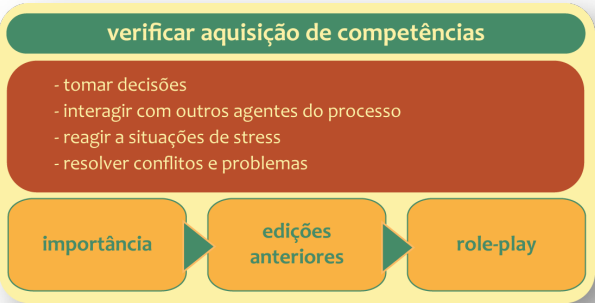 verificar aquisição de competências
- tomar decisões
- interagir com outros agentes do processo
- reagir a situações de stress
- resolver conflitos e problemas
importância
edições
anteriores
role-play